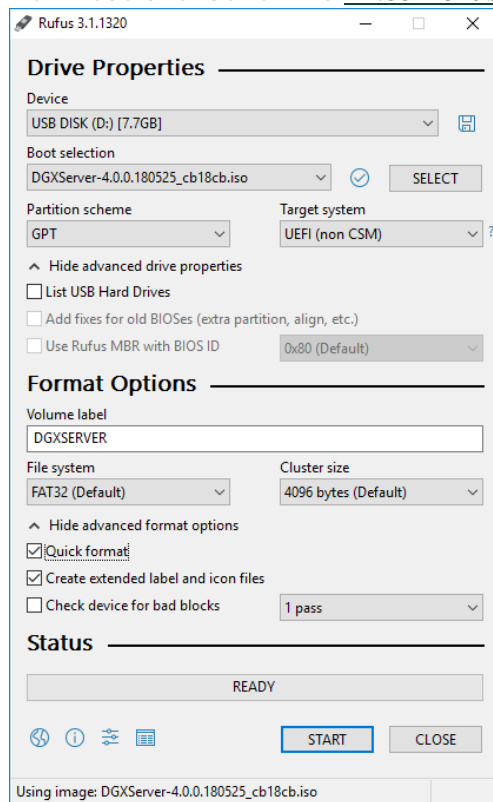 Rufus 3.1.1320
Drive Properties
Device
USB DISK (D:) [7.7GB]
Boot selection
DGXServer-4.0.0.180525_cb18cb.iso
SELECT
Partition scheme Target system
GPT UEFI (non CSM) ?
Hide advanced drive properties
List USB Hard Drives
Add fixes for old BIOSes (extra partition, align, etc.)
Use Rufus MBR with BIOS ID 0x80 (Default)
Format Options
Volume label
DGXSERVER
File system Cluster size
FAT32 (Default) 4096 bytes (Default)
Hide advanced format options
Quick format
Create extended label and icon files
Check device for bad blocks 1 pass
Status
READY
START CLOSE
Using image: DGXServer-4.0.0.180525_cb18cb.iso